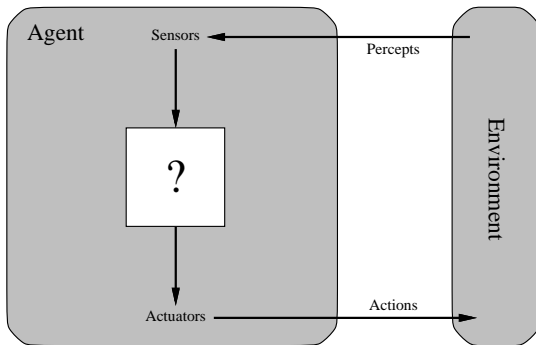 Agent
Sensors
Percepts
?
Environment
Actuators
Actions